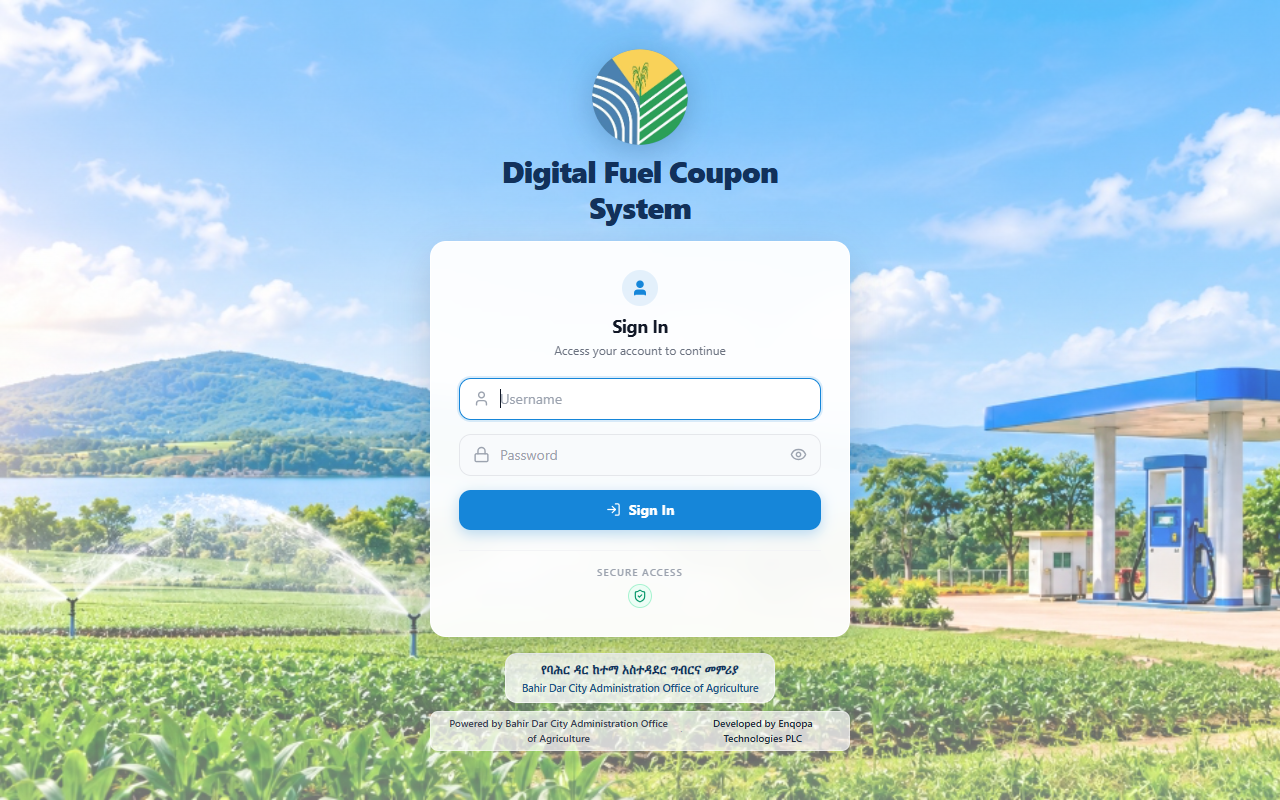 Digital Fuel Coupon
System
Sign In
Access your account to continue
Username
Password
Sign In
SECURE ACCESS
የባሕር ዳር ከተማ አስተዳደር ግብርና መምሪያ
Bahir Dar City Administration Office of Agriculture
Powered by Bahir Dar City Administration Office
of Agriculture
Developed by Enqopa
Technologies PLC